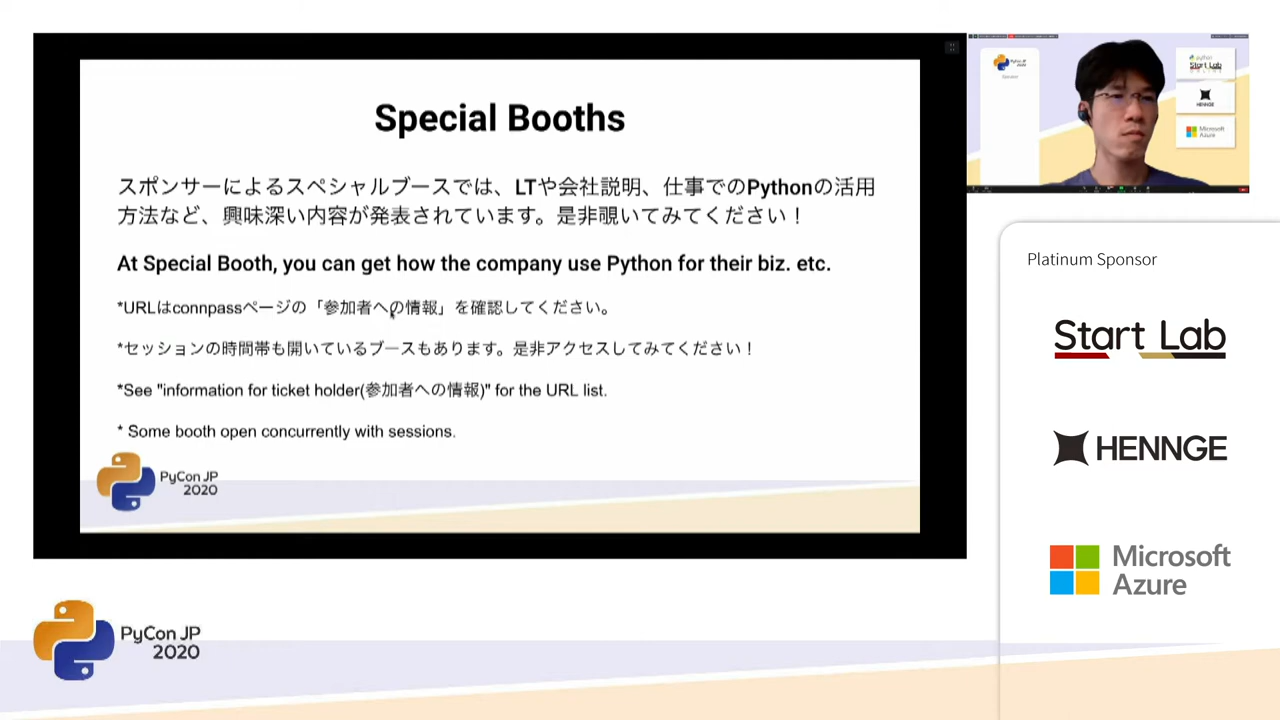 Special Booths
スポンサーによるスペシャルブースでは、LTや会社説明、仕事でのPythonの活用
方法など、興味深い内容が発表されています。是非覗いてみてください！
At Special Booth, you can get how the company use Python for their biz. etc.
*URLはconnpassページの「参加者への情報」を確認してください。
*セッションの時間帯も開いているブースもあります。是非アクセスしてみてください！
*See "information for ticket holder(参加者への情報)" for the URL list.
* Some booth open concurrently with sessions.
PyCon JP
2020
PyCon JP
2020
Start Lab
HENNGE
Microsoft
Azure
Platinum Sponsor
Start Lab
HENNGE
Microsoft
Azure
PyCon JP
2020